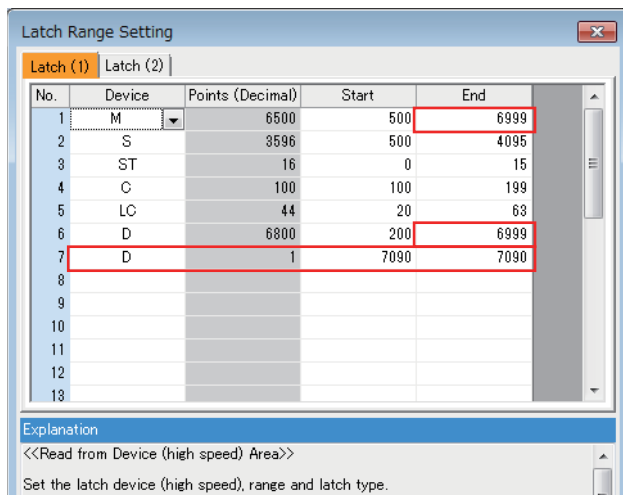 Latch Range Setting
Latch (1) Latch (2)
No. Device Points (Decimal) Start End
1 M 6500 500 6999
2 S 3596 500 4095
3 ST 16 0 15
4 C 100 100 199
5 LC 44 20 63
6 D 6800 200 6999
7 D 1 7090 7090
8
9
10
11
12
13
Explanation
<<Read from Device (high speed) Area>>
Set the latch device (high speed), range and latch type.